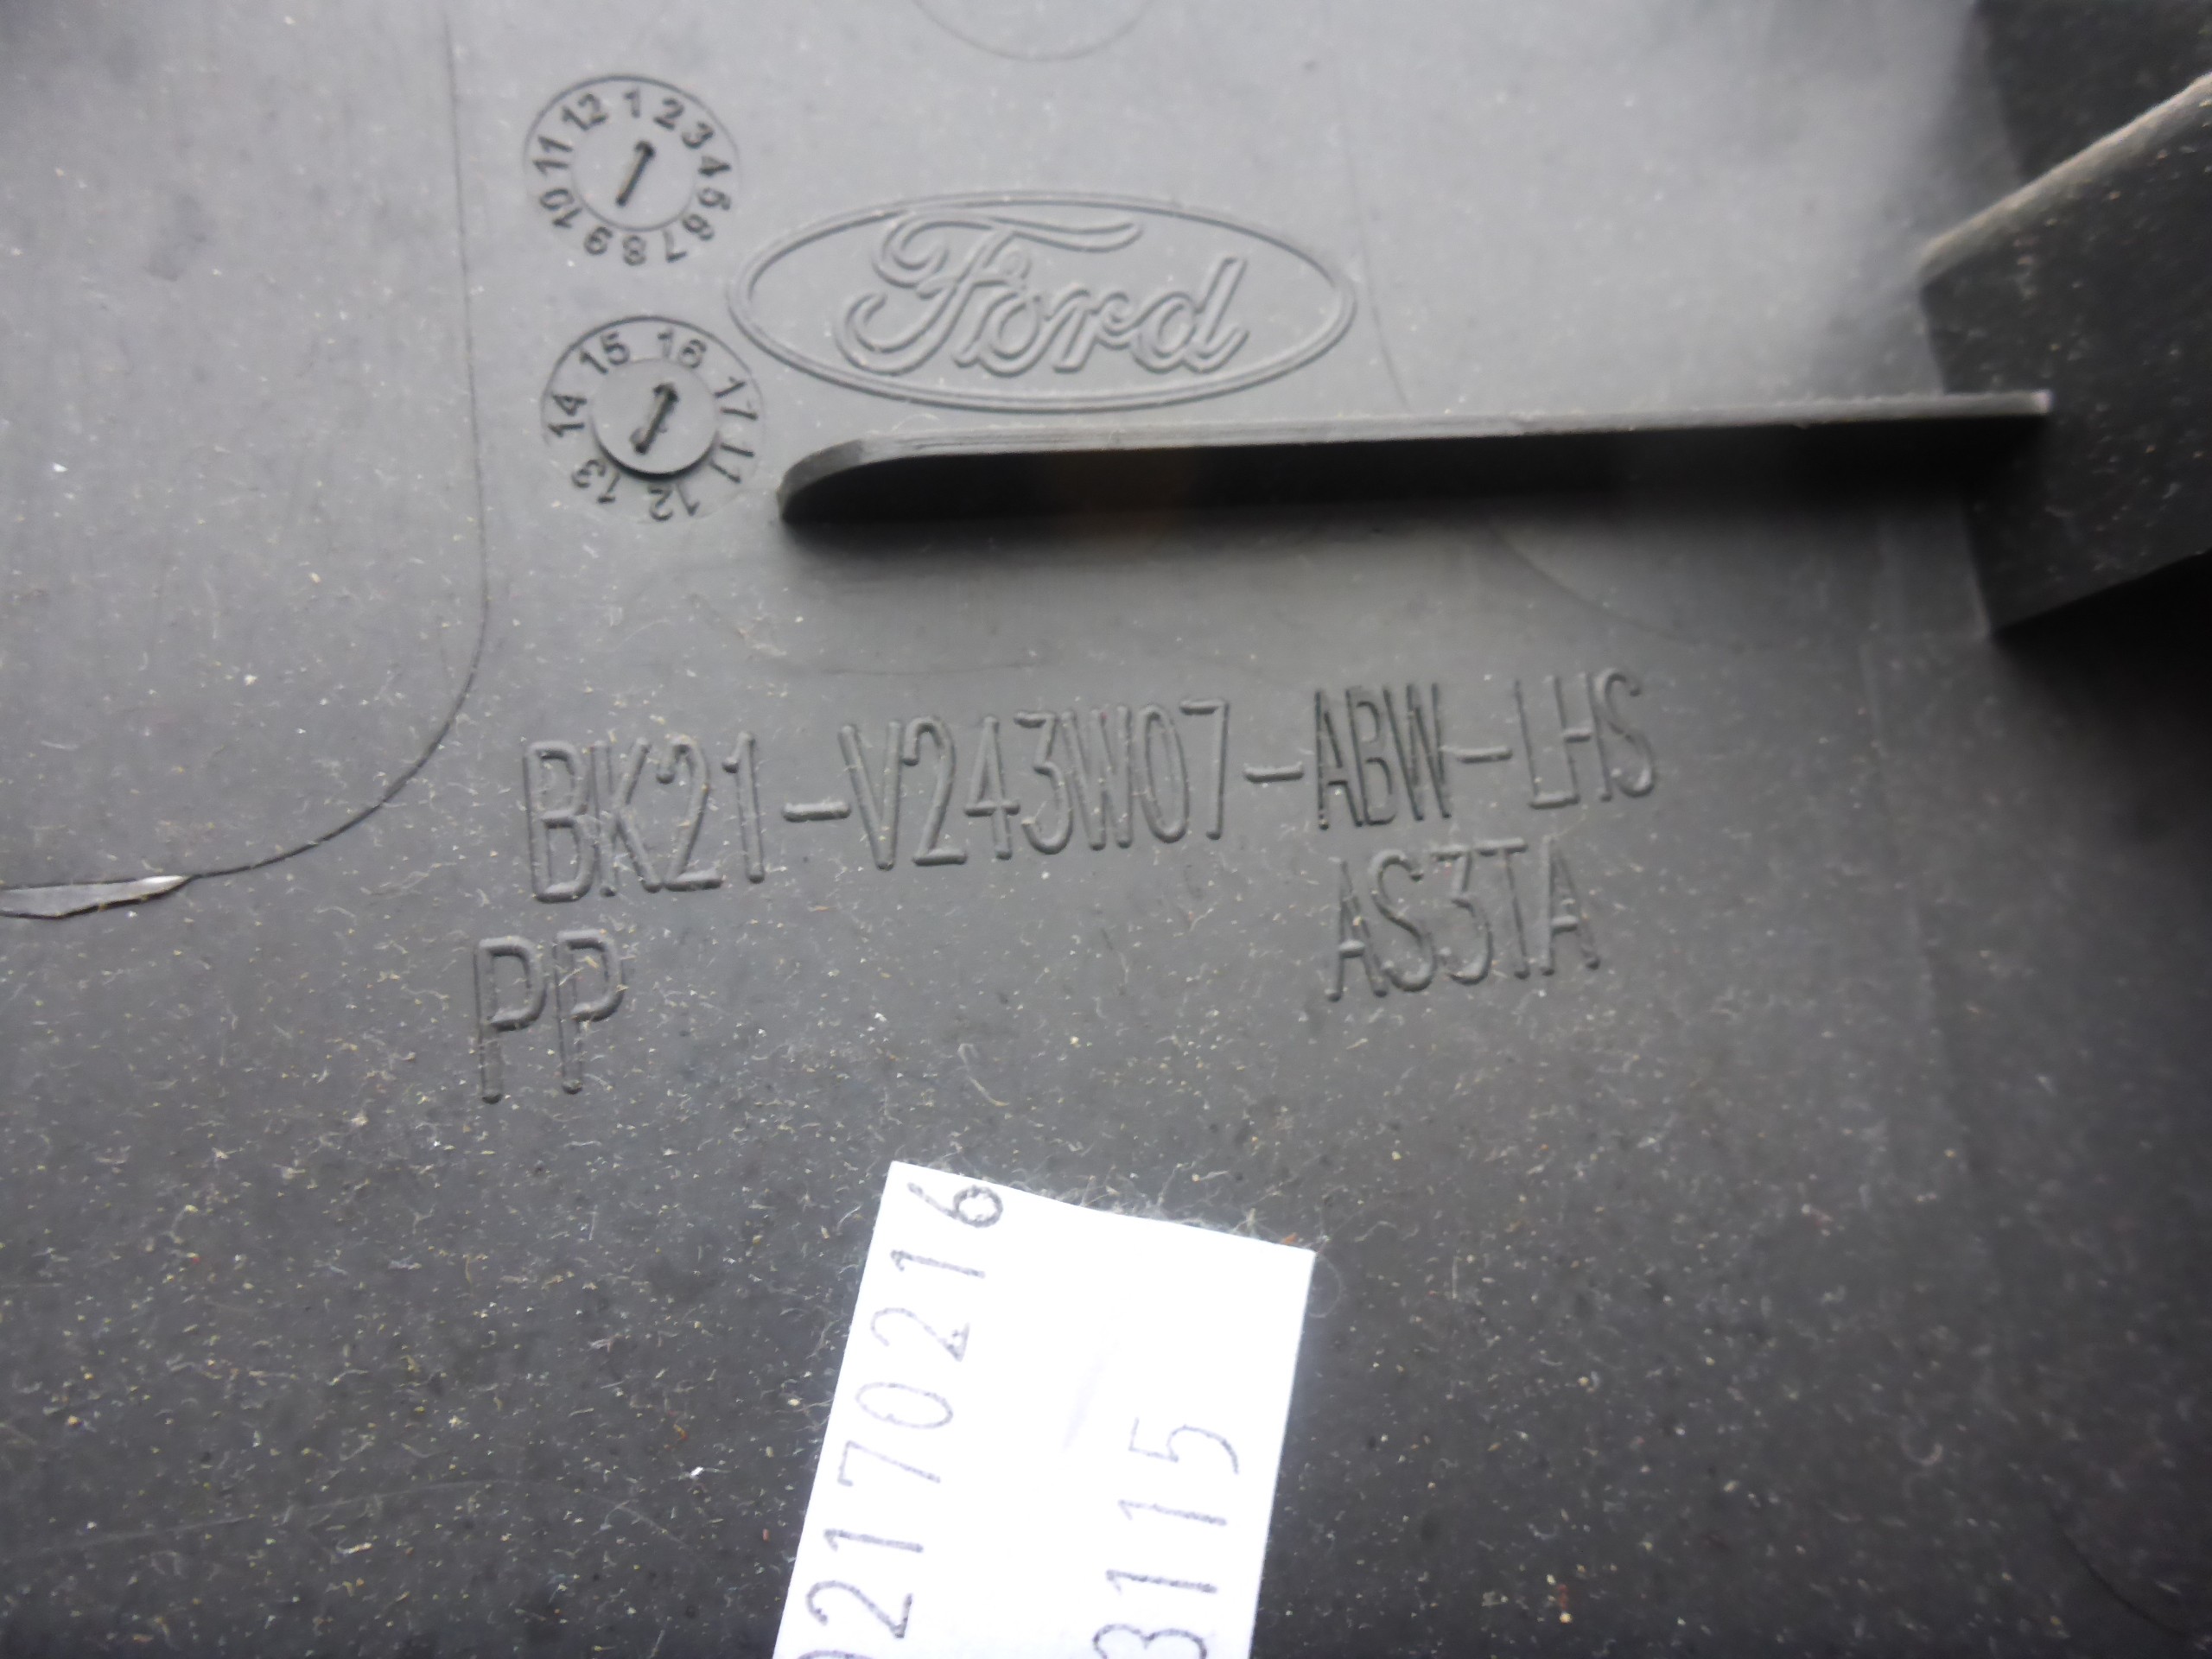 1 2 3 4 5 6 7 8 9 10 11 12
Ford
11 12 13 14 15 16 17
BK21-V243W07-ABW-LHS
AS3TA
PP
02170216
3115